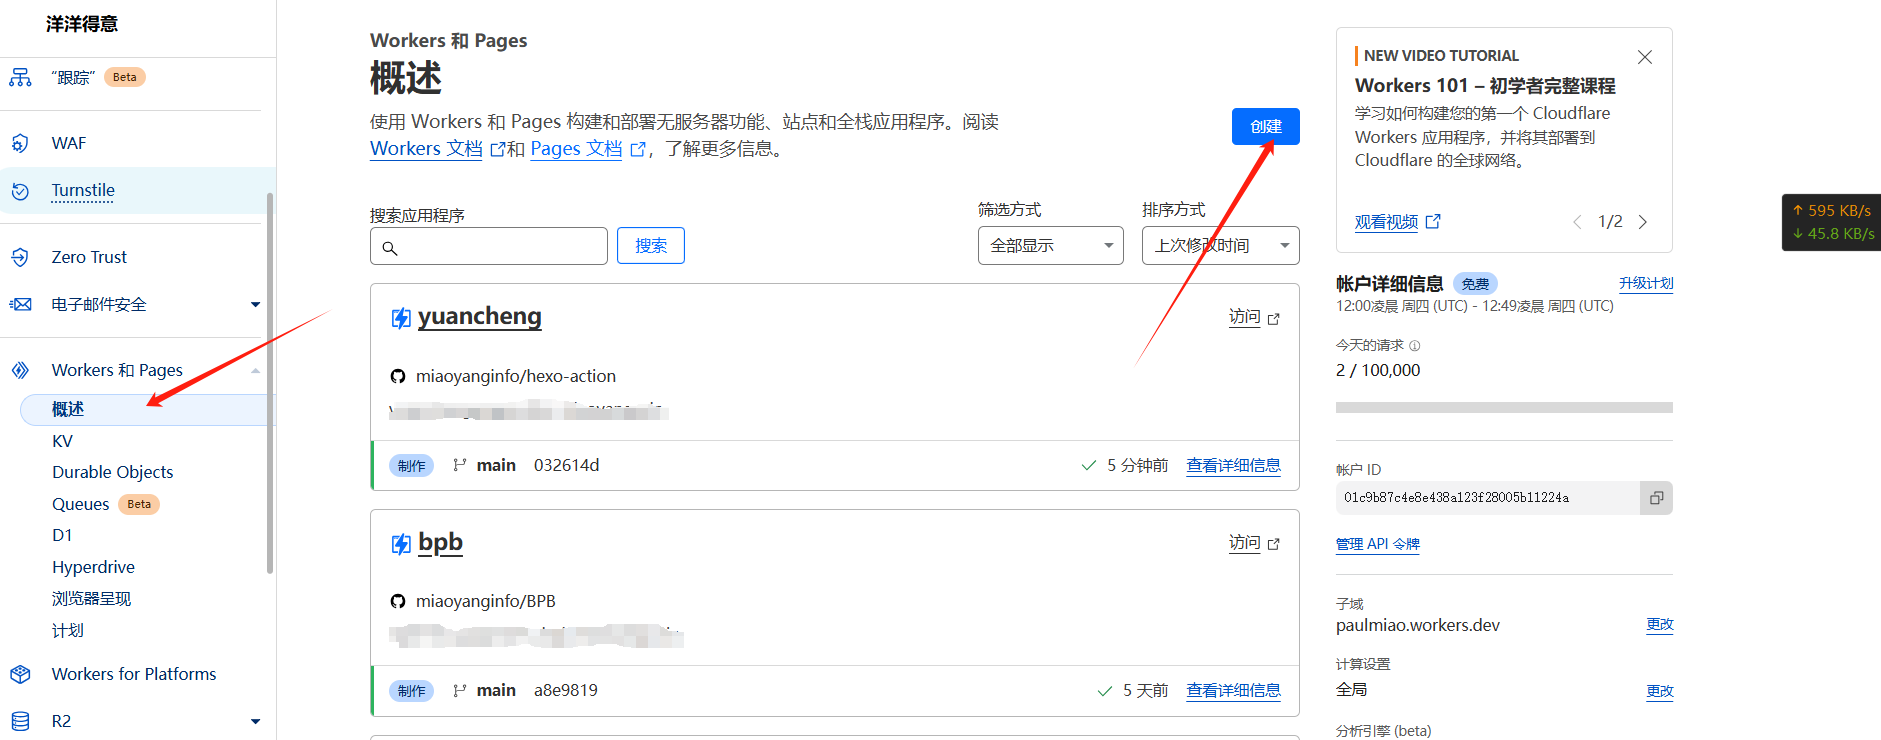 洋洋得意
“跟踪” Beta
WAF
Turnstile
Zero Trust
电子邮件安全
Workers 和 Pages
概述
KV
Durable Objects
Queues Beta
D1
Hyperdrive
浏览器呈现
计划
Workers for Platforms
R2
Workers 和 Pages
概述
使用 Workers 和 Pages 构建和部署无服务器功能、站点和全栈应用程序。阅读
Workers 文档 和 Pages 文档 ，了解更多信息。
创建
搜索应用程序
搜索
筛选方式
全部显示
排序方式
上次修改时间
yuancheng
访问
miaoyanginfo/hexo-action
制作 main 032614d
5 分钟前 查看详细信息
bpb
访问
miaoyanginfo/BPB
制作 main a8e9819
5 天前 查看详细信息
NEW VIDEO TUTORIAL
Workers 101 – 初学者完整课程
学习如何构建您的第一个 Cloudflare
Workers 应用程序，并将其部署到
Cloudflare 的全球网络。
观看视频
1/2
帐户详细信息 免费 升级计划
12:00凌晨 周四 (UTC) - 12:49凌晨 周四 (UTC)
今天的请求
2 / 100,000
帐户 ID
01c9b87c4e8e438a123f28005b11224a
管理 API 令牌
子域
paulmiao.workers.dev 更改
计算设置
全局 更改
分析引擎 (beta)
↑ 595 KB/s
↓ 45.8 KB/s